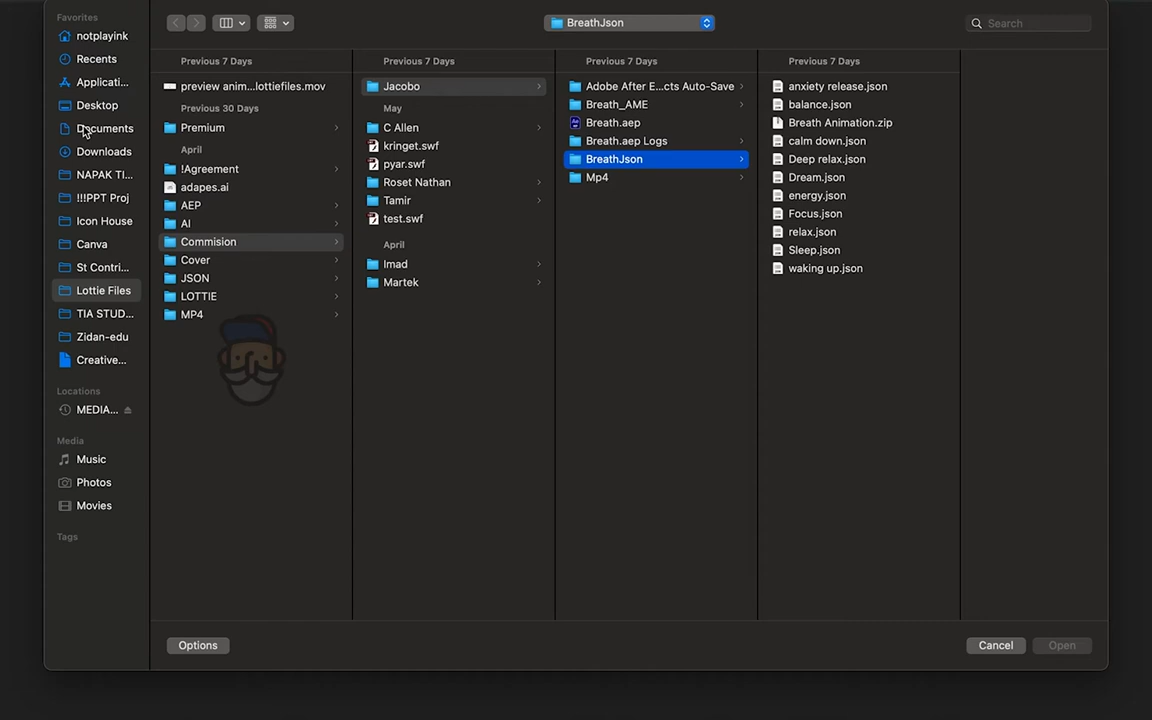 Favorites
notplayink
Recents
Applicati...
Desktop
Documents
Downloads
NAPAK TI...
!!!PPT Proj
Icon House
Canva
St Contri...
Lottie Files
TIA STUD...
Zidan-edu
Creative...
Locations
MEDIA...
Media
Music
Photos
Movies
Tags
BreathJson
Search
Previous 7 Days
preview anim...lottiefiles.mov
Previous 30 Days
Premium
April
!Agreement
adapes.ai
AEP
AI
Commision
Cover
JSON
LOTTIE
MP4
Previous 7 Days
Jacobo
May
C Allen
kringet.swf
pyar.swf
Roset Nathan
Tamir
test.swf
April
Imad
Martek
Previous 7 Days
Adobe After E...cts Auto-Save
Breath_AME
Breath.aep
Breath.aep Logs
BreathJson
Mp4
Previous 7 Days
anxiety release.json
balance.json
Breath Animation.zip
calm down.json
Deep relax.json
Dream.json
energy.json
Focus.json
relax.json
Sleep.json
waking up.json
Options
Cancel
Open